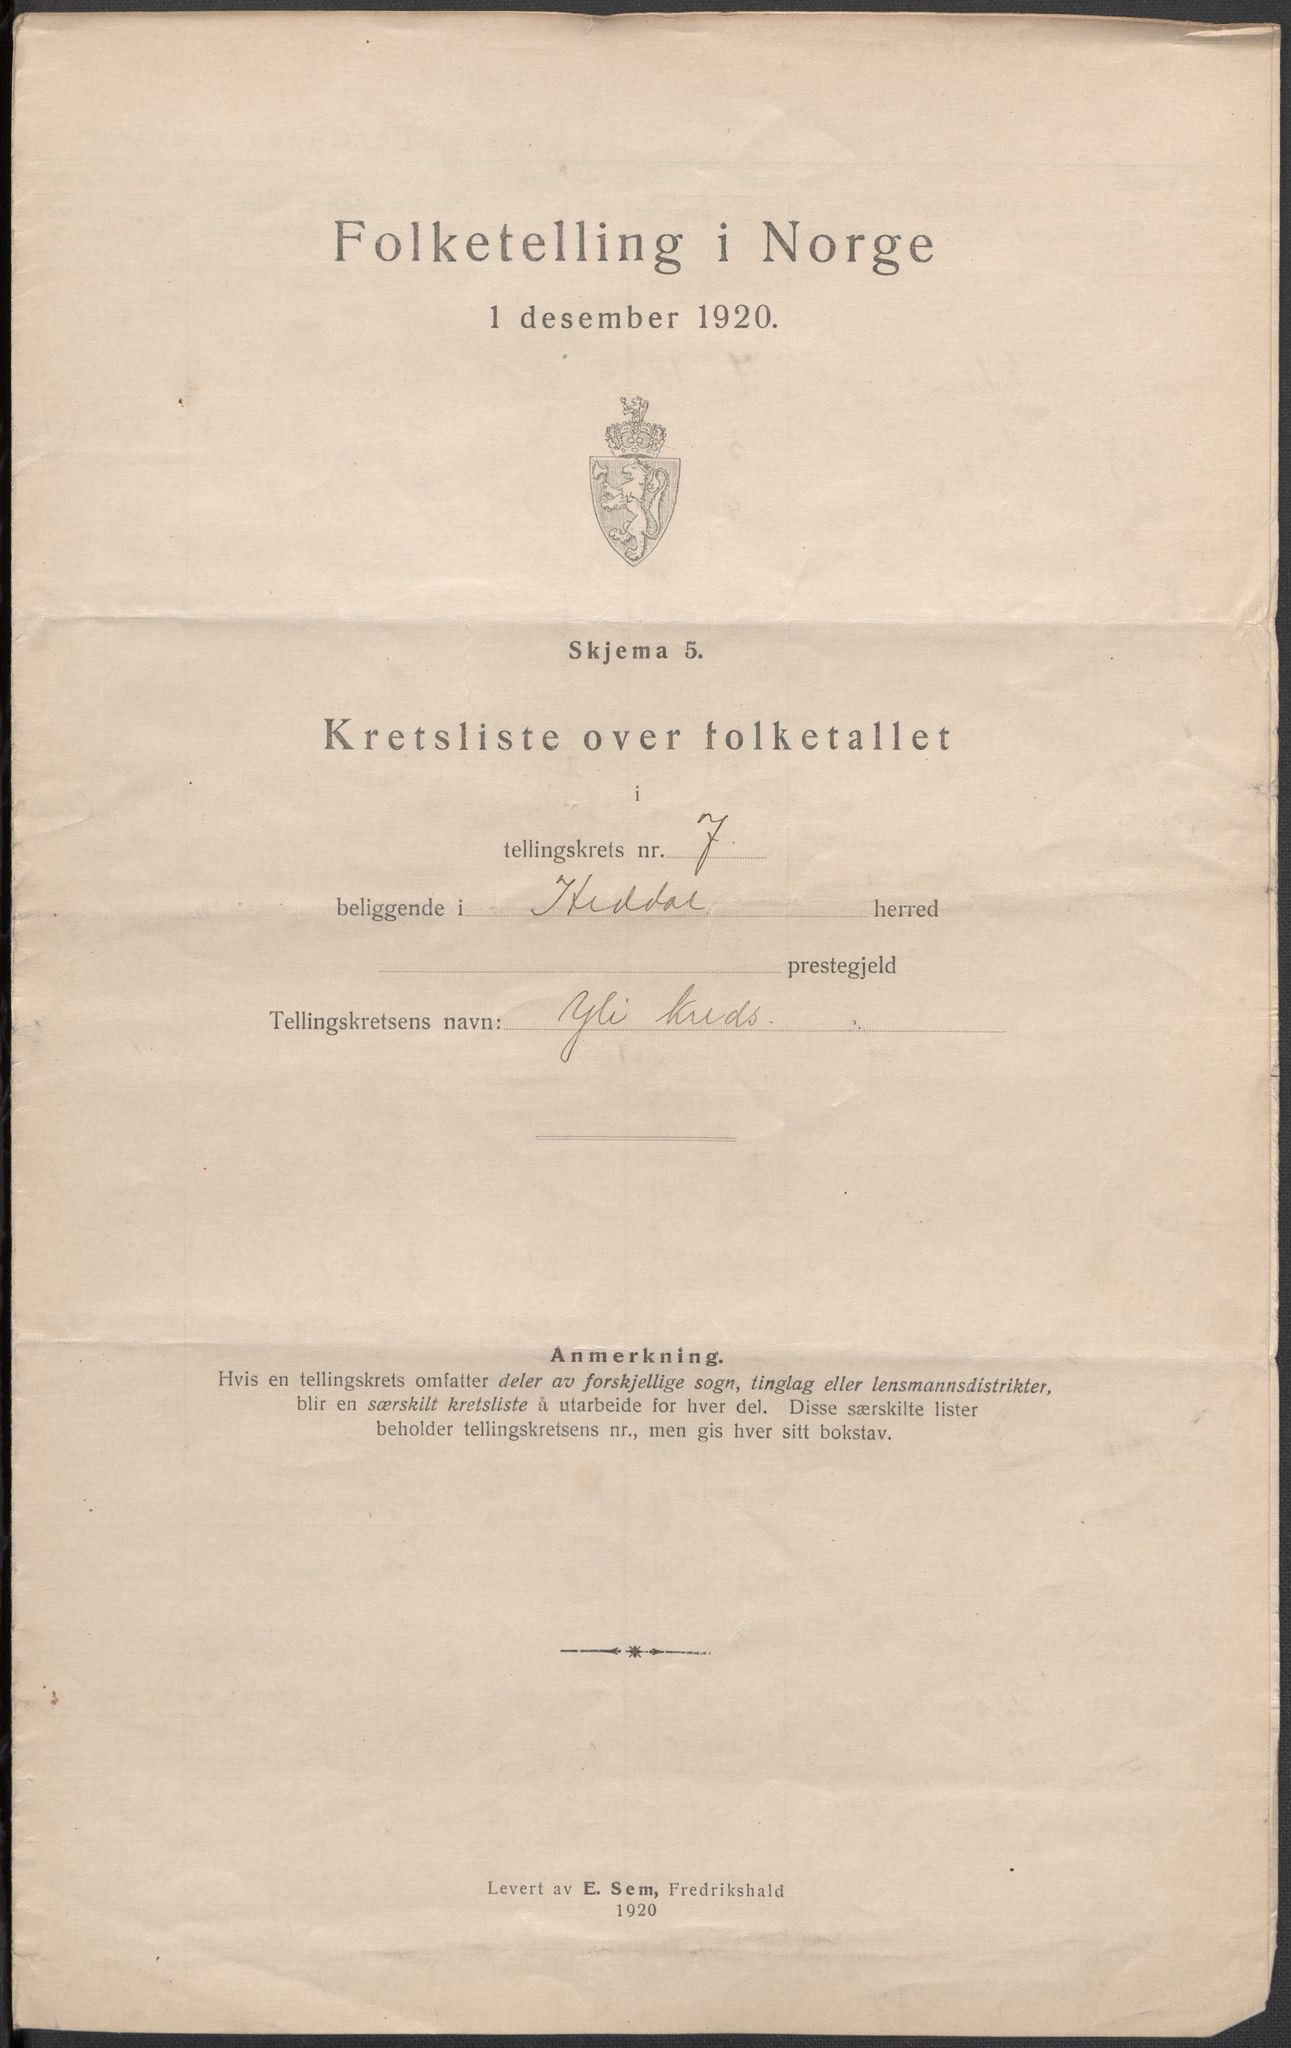 Folketelling i Norge
1 desember 1920.
Skjema 5.
Kretsliste over folketallet
i
tellingskrets nr. 7
beliggende i Heddal herred
prestegjeld
Tellingskretsens navn: Yli Kreds.
Anmerkning.
Hvis en tellingskrets omfatter deler av forskjellige sogn, tinglag eller lensmannsdistrikter,
blir en særskilt kretsliste å utarbeide for hver del. Disse særskilte lister
beholder tellingskretsens nr., men gis hver sitt bokstav.
Levert av E. Sem, Fredrikshald
1920